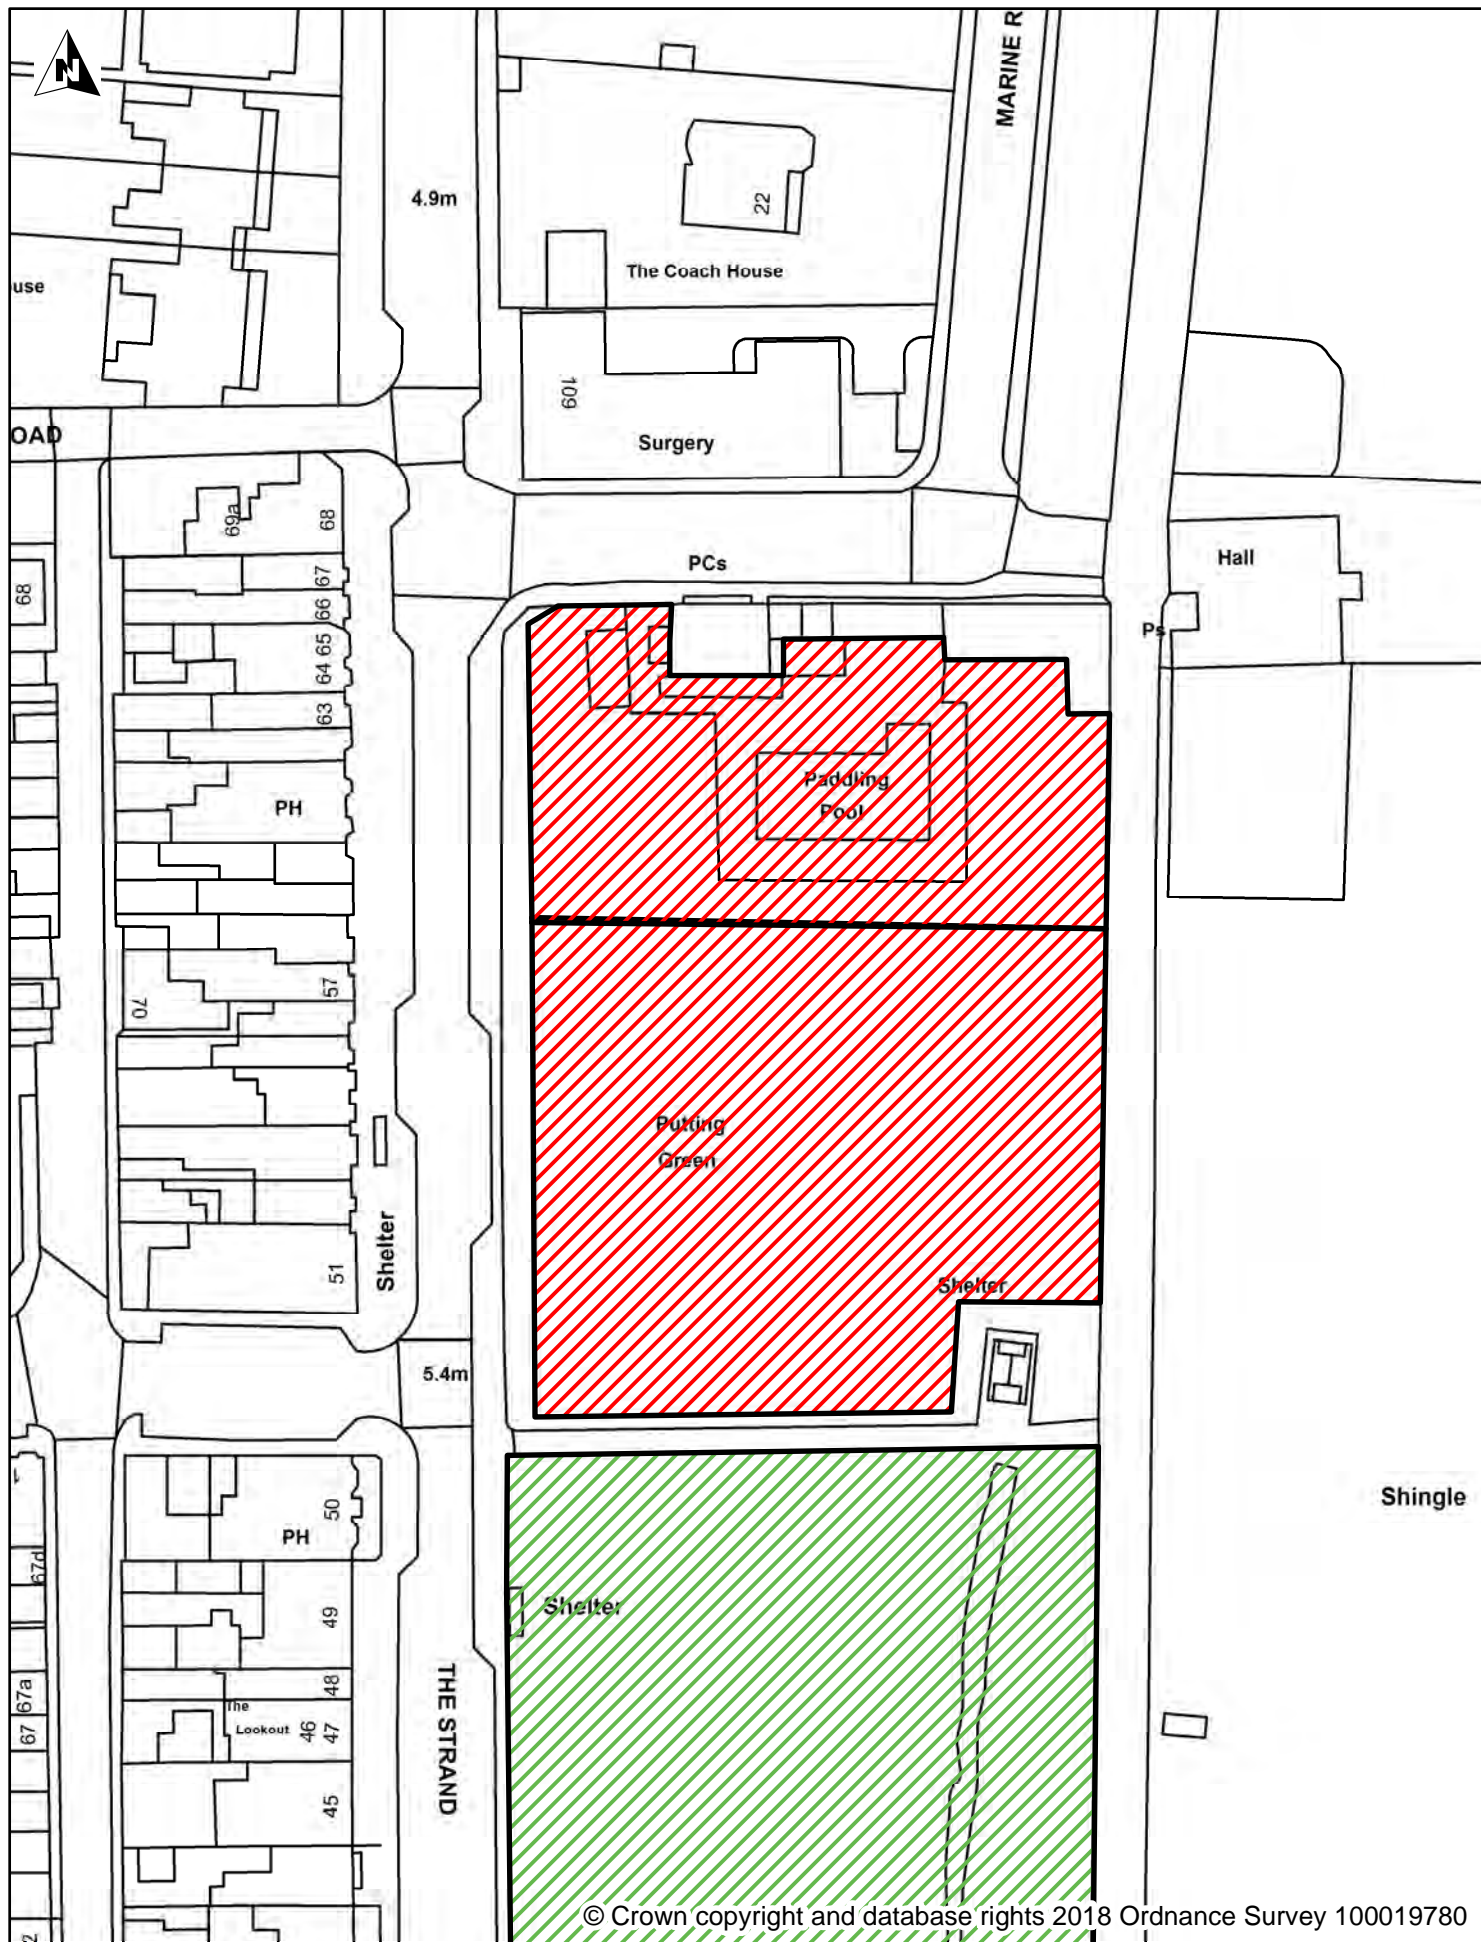 N
MARINE R
4.9m
22
The Coach House
use
109
OAD
Surgery
69a
68
PCs
Hall
67
68
66
Ps
65
64
63
Paddling
Pool
PH
57
70
Putting
Green
Shelter
51
Shelter
5.4m
Shingle
50
PH
67d
Shelter
49
48
67a
The
Lookout
46
47
67
THE STRAND
45
© Crown copyright and database rights 2018 Ordnance Survey 100019780